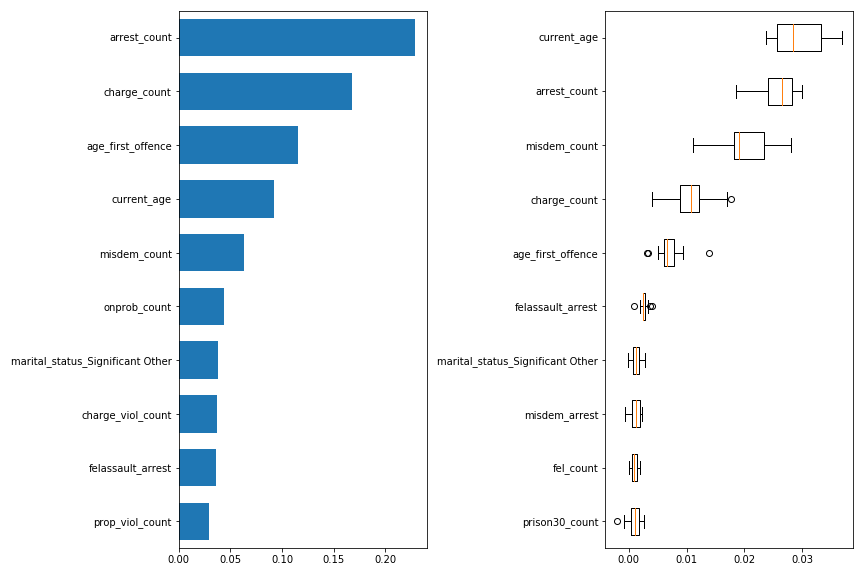 arrest_count
charge_count
age_first_offence
current_age
misdem_count
onprob_count
marital_status_Significant Other
charge_viol_count
felassault_arrest
prop_viol_count
0.00 0.05 0.10 0.15 0.20
current_age
arrest_count
misdem_count
charge_count
age_first_offence
felassault_arrest
marital_status_Significant Other
misdem_arrest
fel_count
prison30_count
0.00 0.01 0.02 0.03